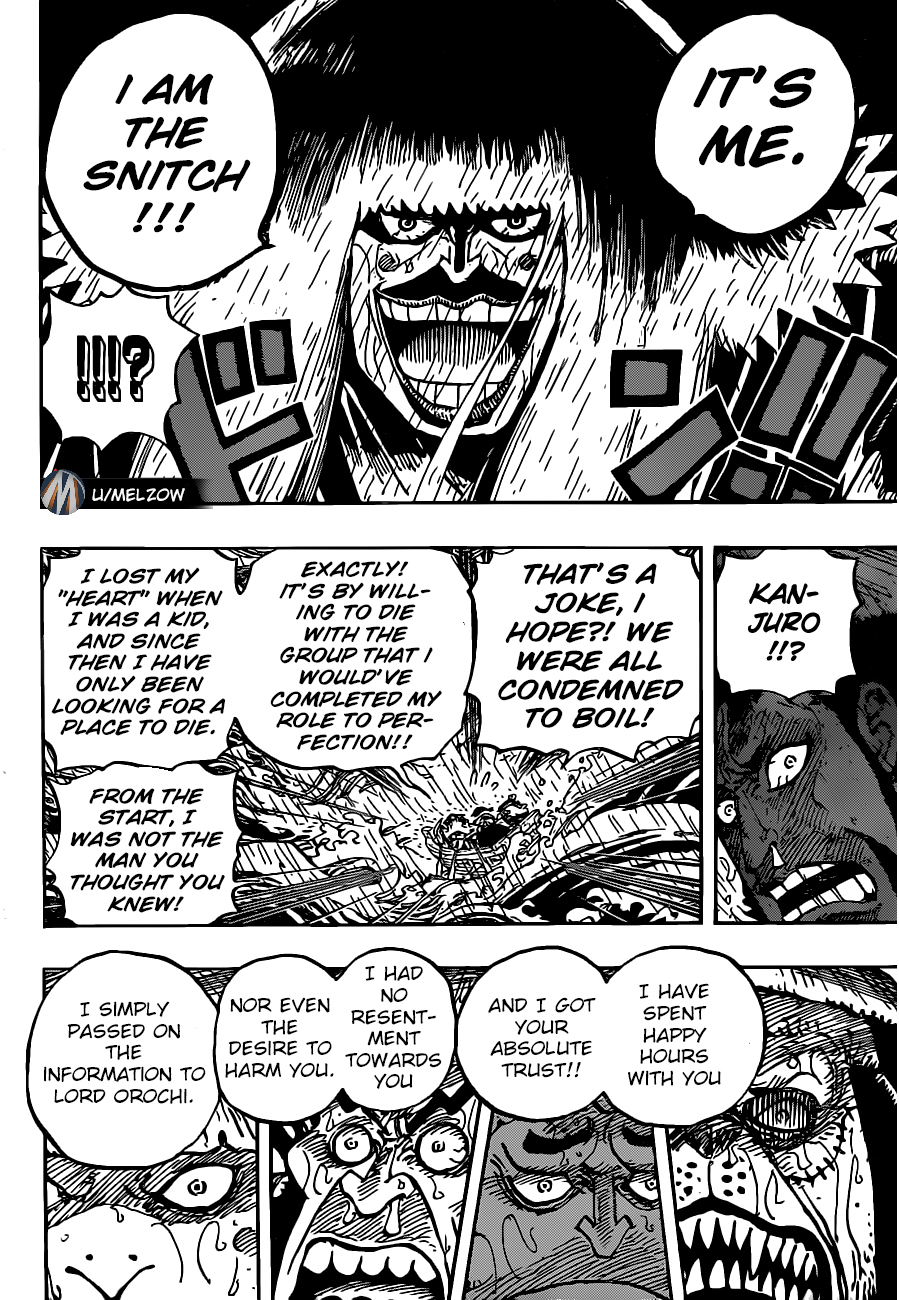 IT'S
ME.
I AM
THE
SNITCH
!!!
!!!?
ドン
U/MELZOW
KAN-
JURO
!!?
THAT'S A
JOKE, I
HOPE?! WE
WERE ALL
CONDEMNED
TO BOIL!
EXACTLY!
IT'S BY WILL-
ING TO DIE
WITH THE
GROUP THAT I
WOULD'VE
COMPLETED MY
ROLE TO PER-
FECTION!!
I LOST MY
"HEART" WHEN
I WAS A KID,
AND SINCE
THEN I HAVE
ONLY BEEN
LOOKING FOR A
PLACE TO DIE.
FROM THE
START, I
WAS NOT THE
MAN YOU
THOUGHT YOU
KNEW!
I HAVE
SPENT
HAPPY
HOURS
WITH YOU
AND I GOT
YOUR
ABSOLUTE
TRUST!!
I HAD
NO
RESENT-
MENT
TOWARDS
YOU
NOR EVEN
THE
DESIRE TO
HARM YOU.
I SIMPLY
PASSED ON
THE
INFORMATION TO
LORD OROCHI.